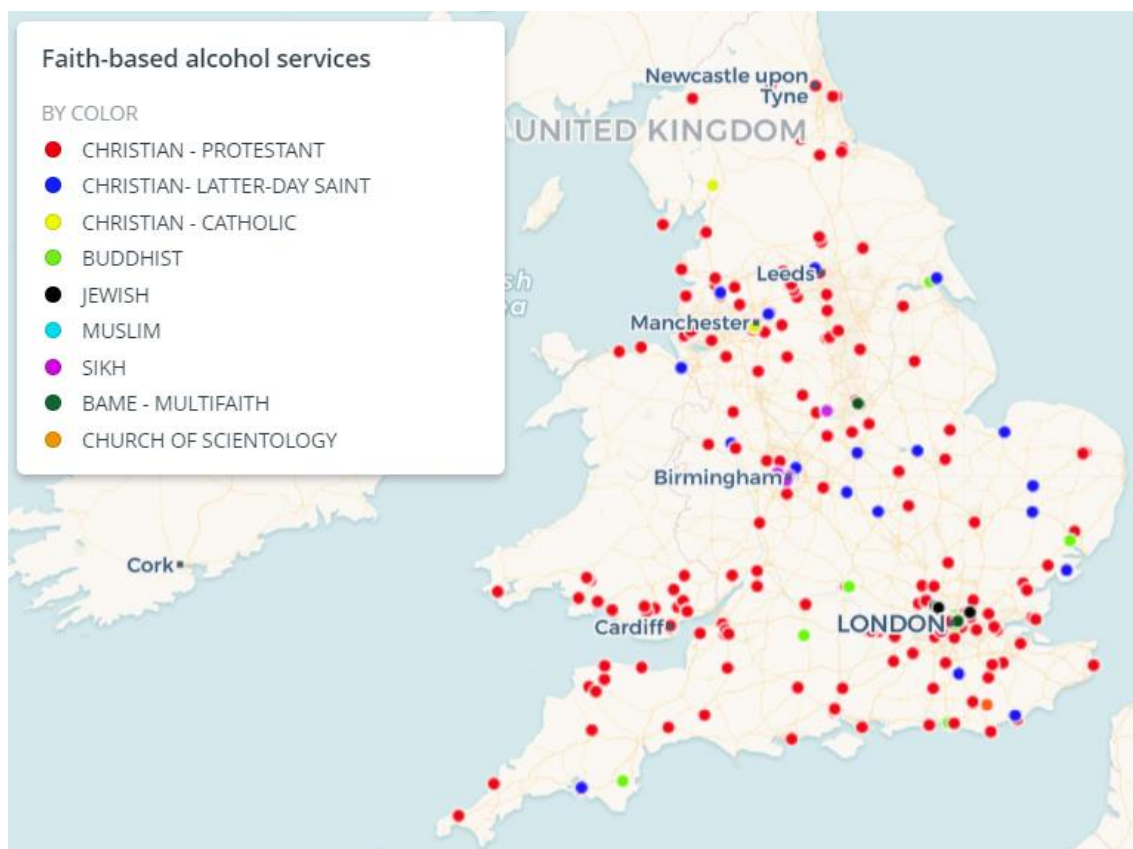 Faith-based alcohol services
BY COLOR
CHRISTIAN - PROTESTANT
CHRISTIAN- LATTER-DAY SAINT
CHRISTIAN - CATHOLIC
BUDDHIST
JEWISH
MUSLIM
SIKH
BAME - MULTIFAITH
CHURCH OF SCIENTOLOGY
Newcastle upon
Tyne
UNITED KINGDOM
Leeds
Manchester
Birmingham
Cork
Cardiff
LONDON